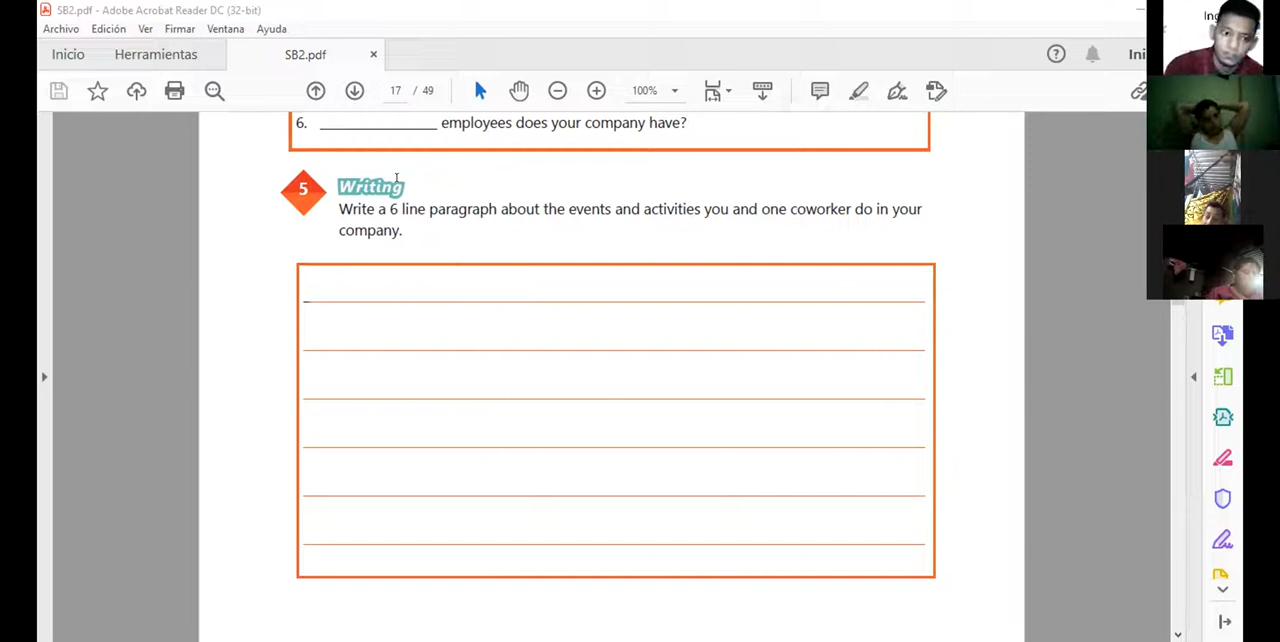 SB2.pdf - Adobe Acrobat Reader DC (32-bit)
Archivo Edición Ver Firmar Ventana Ayuda
Inicio Herramientas SB2.pdf
17 / 49 100%
6. ________________ employees does your company have?
5 Writing
Write a 6 line paragraph about the events and activities you and one coworker do in your
company.